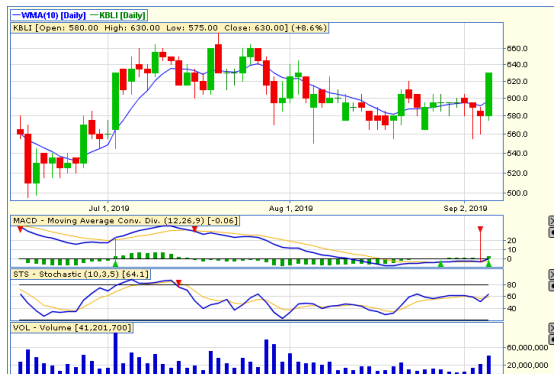 WMA(10) [Daily] KBLI [Daily]
KBLI [Open: 580.00 High: 630.00 Low: 575.00 Close: 630.00] (+8.6%)
660.0
640.0
620.0
600.0
580.0
560.0
540.0
520.0
500.0
Jul 1, 2019 Aug 1, 2019 Sep 2, 2019
MACD - Moving Average Conv. Div. (12,26,9) [-0.06]
20
10
0
STS - Stochastic (10,3,5) [64.1]
80
60
40
VOL - Volume [41,201,700]
60,000,000
20,000,000